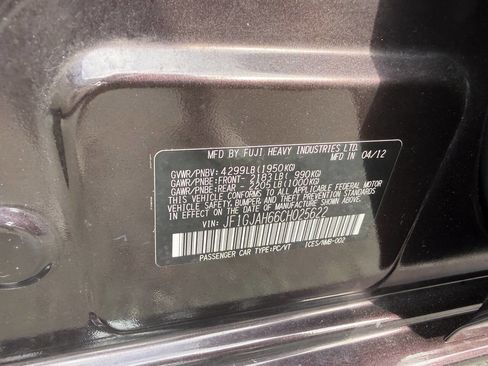 MFD BY FUJI HEAVY INDUSTRIES LTD.
MFD IN 04/12
GVWR/PNBV: 4299LB(1950KG)
GAWR/PNBE:FRONT- 2183LB( 990KG)
GAWR/PNBE:REAR - 2205LB(1000KG)
THIS VEHICLE CONFORMS TO ALL APPLICABLE FEDERAL MOTOR
VEHICLE SAFETY, BUMPER AND THEFT PREVENTION STANDARDS
IN EFFECT ON THE DATE OF MANUFACTURE SHOWN ABOVE.
VIN: JF1GJAH66CH025622
PASSENGER CAR TYPE:PC/VT ICES/NMB-002